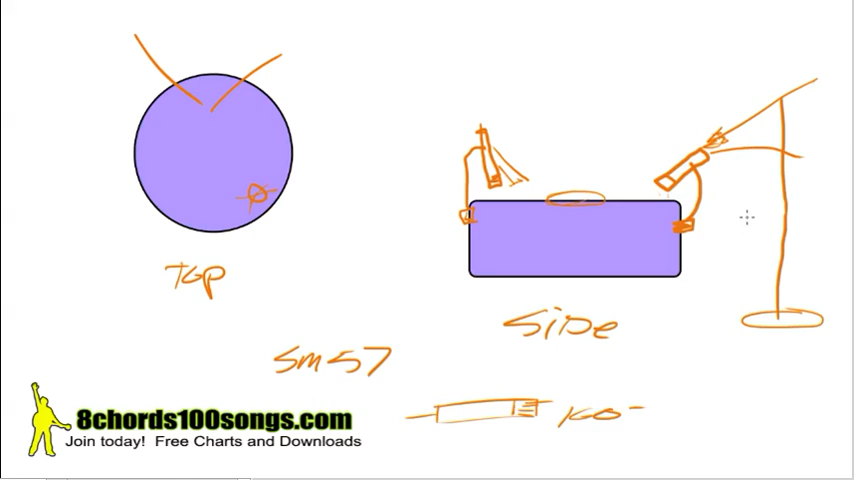 Top
Side
Sm57
8chords100songs.com
Join today! Free Charts and Downloads